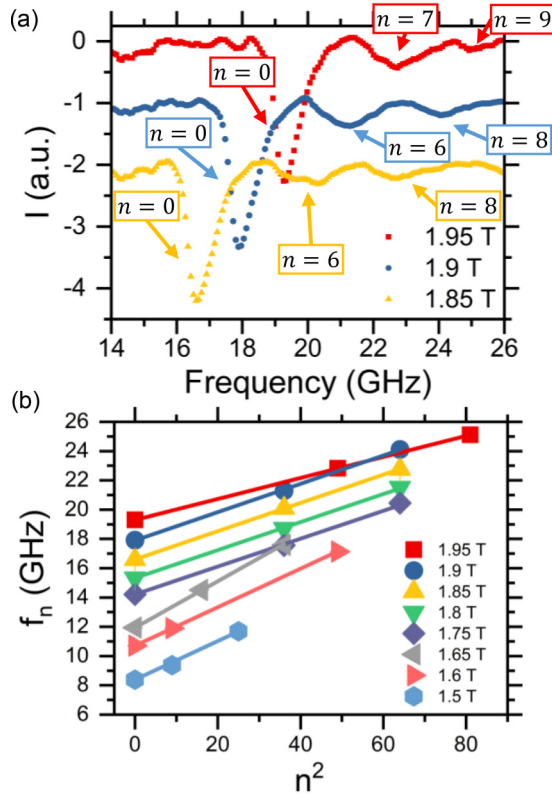 (a)
0
-1
-2
-3
-4
I (a.u.)
n = 7
n = 9
n = 0
n = 0
n = 6
n = 8
n = 0
n = 6
n = 8
1.95 T
1.9 T
1.85 T
14 16 18 20 22 24 26
Frequency (GHz)
(b)
26
24
22
20
18
16
14
12
10
8
6
fₙ (GHz)
1.95 T
1.9 T
1.85 T
1.8 T
1.75 T
1.65 T
1.6 T
1.5 T
0 20 40 60 80
n²